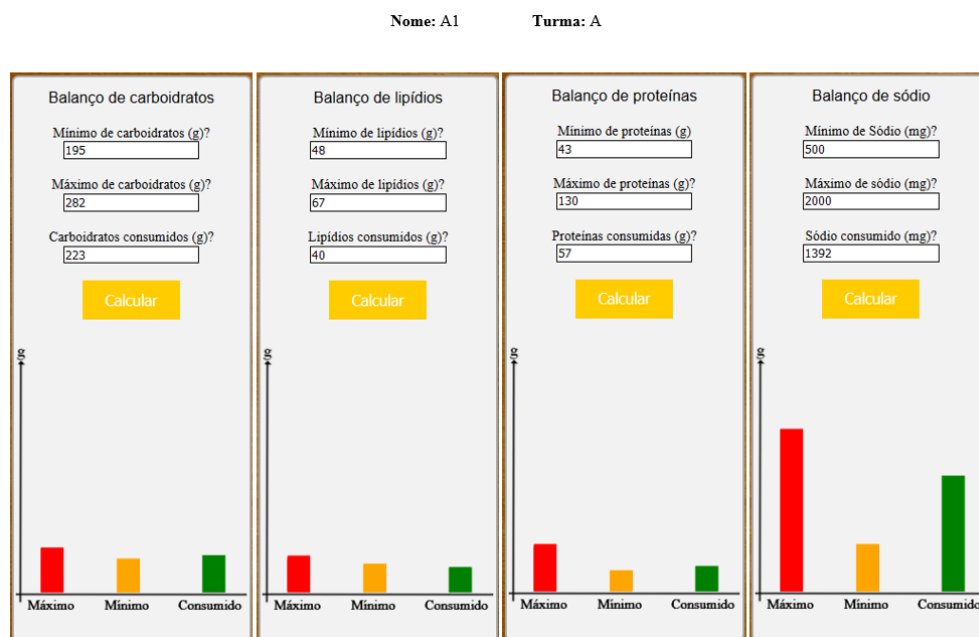 Nome: A1 Turma: A
Balanço de carboidratos
Mínimo de carboidratos (g)?
195
Máximo de carboidratos (g)?
282
Carboidratos consumidos (g)?
223
Calcular
g
Máximo Mínimo Consumido
Balanço de lipídios
Mínimo de lipídios (g)?
48
Máximo de lipídios (g)?
67
Lipídios consumidos (g)?
40
Calcular
g
Máximo Mínimo Consumido
Balanço de proteínas
Mínimo de proteínas (g)
43
Máximo de proteínas (g)?
130
Proteínas consumidas (g)?
57
Calcular
g
Máximo Mínimo Consumido
Balanço de sódio
Mínimo de Sódio (mg)?
500
Máximo de sódio (mg)?
2000
Sódio consumido (mg)?
1392
Calcular
g
Máximo Mínimo Consumido